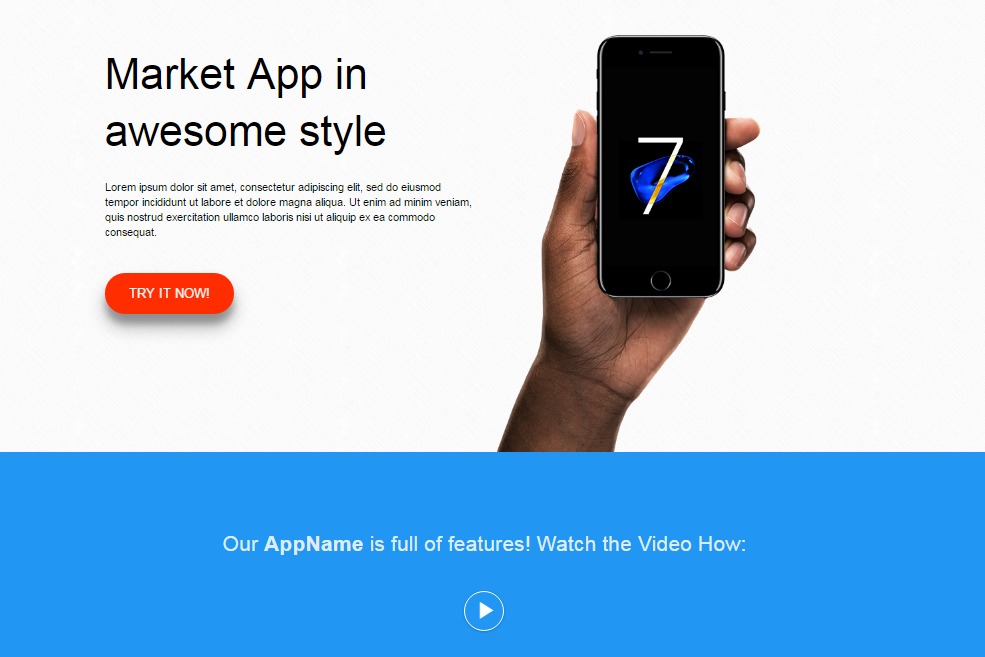 Market App in
awesome style
Lorem ipsum dolor sit amet, consectetur adipiscing elit, sed do eiusmod
tempor incididunt ut labore et dolore magna aliqua. Ut enim ad minim veniam,
quis nostrud exercitation ullamco laboris nisi ut aliquip ex ea commodo
consequat.
TRY IT NOW!
7
Our AppName is full of features! Watch the Video How: